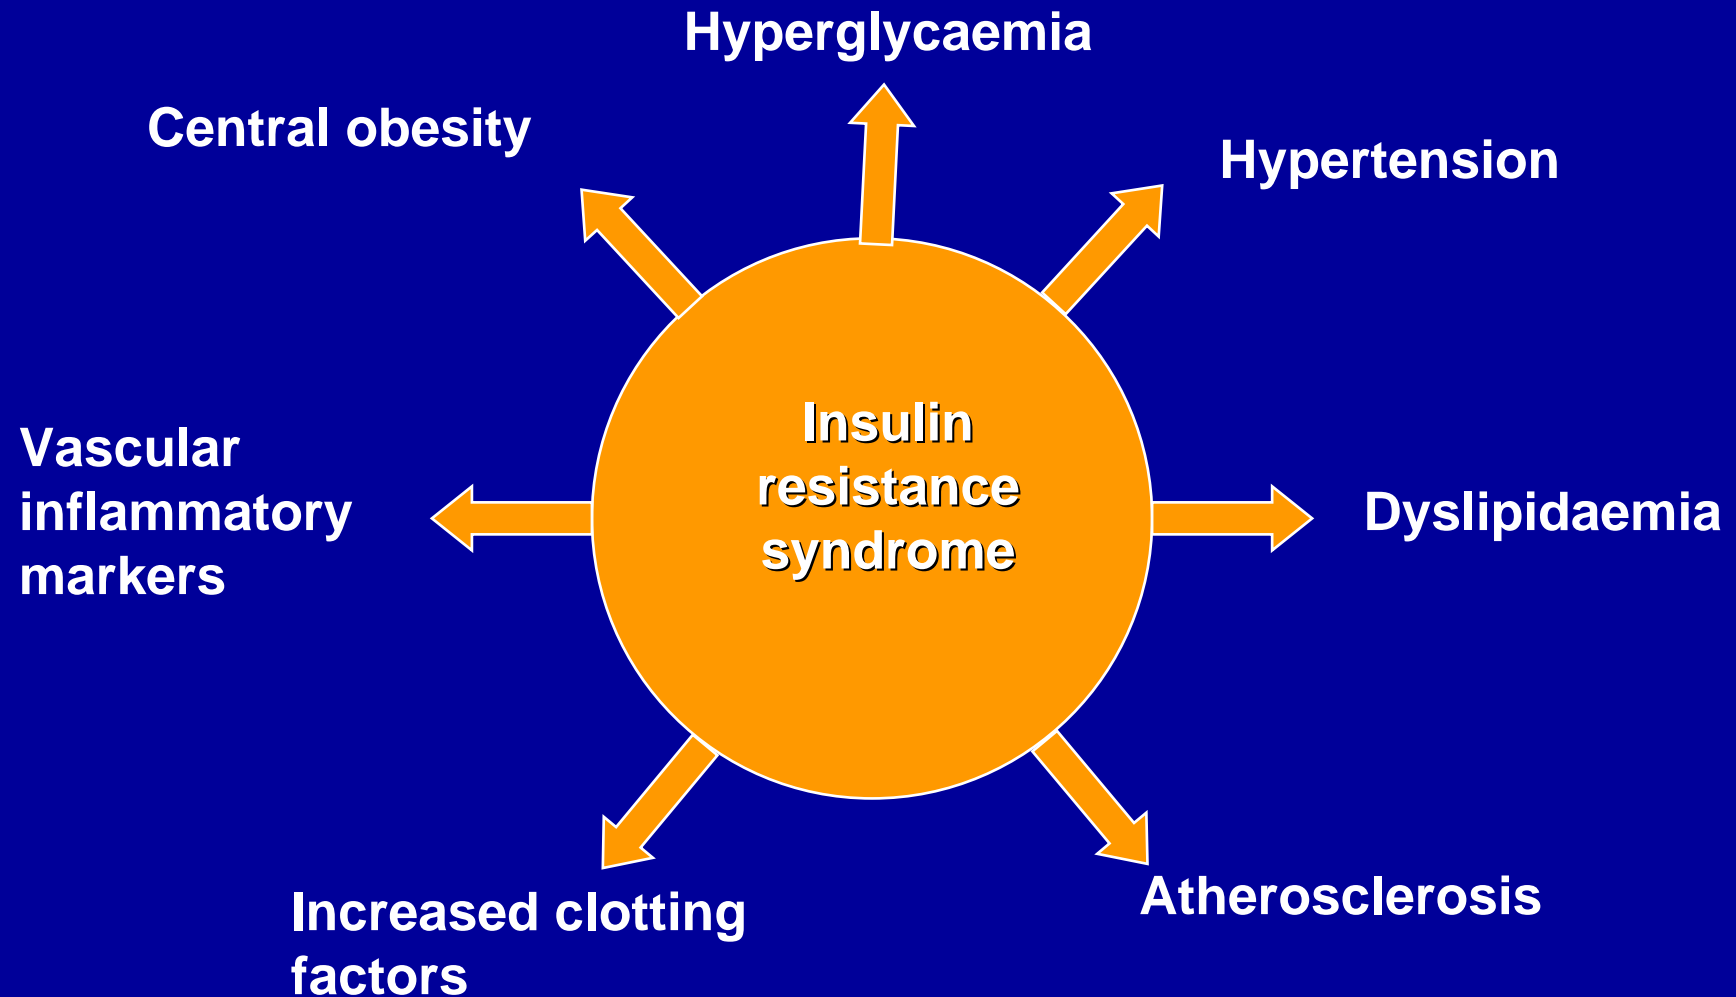 Hyperglycaemia
Central obesity
Hypertension
Insulin
resistance
syndrome
Vascular
inflammatory
markers
Dyslipidaemia
Increased clotting
factors
Atherosclerosis